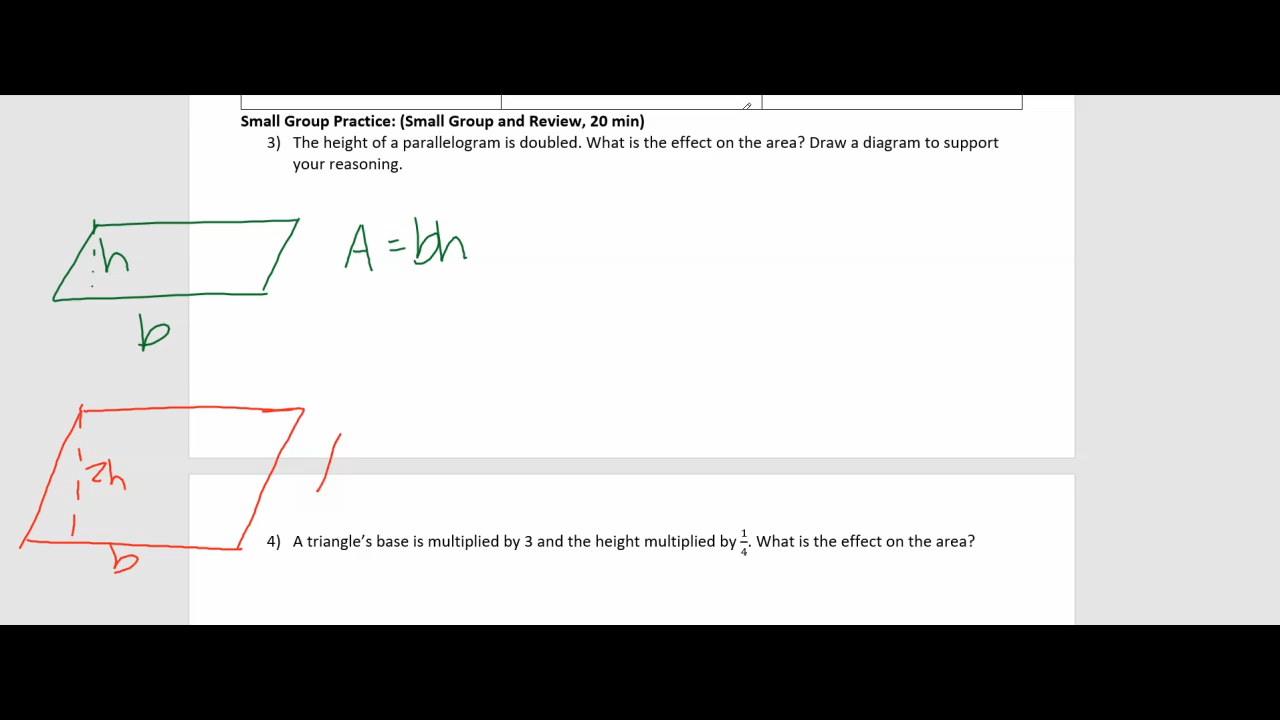 Small Group Practice: (Small Group and Review, 20 min)
3) The height of a parallelogram is doubled. What is the effect on the area? Draw a diagram to support
your reasoning.
h
A = bh
b
2h
b
4) A triangle’s base is multiplied by 3 and the height multiplied by 1/4. What is the effect on the area?